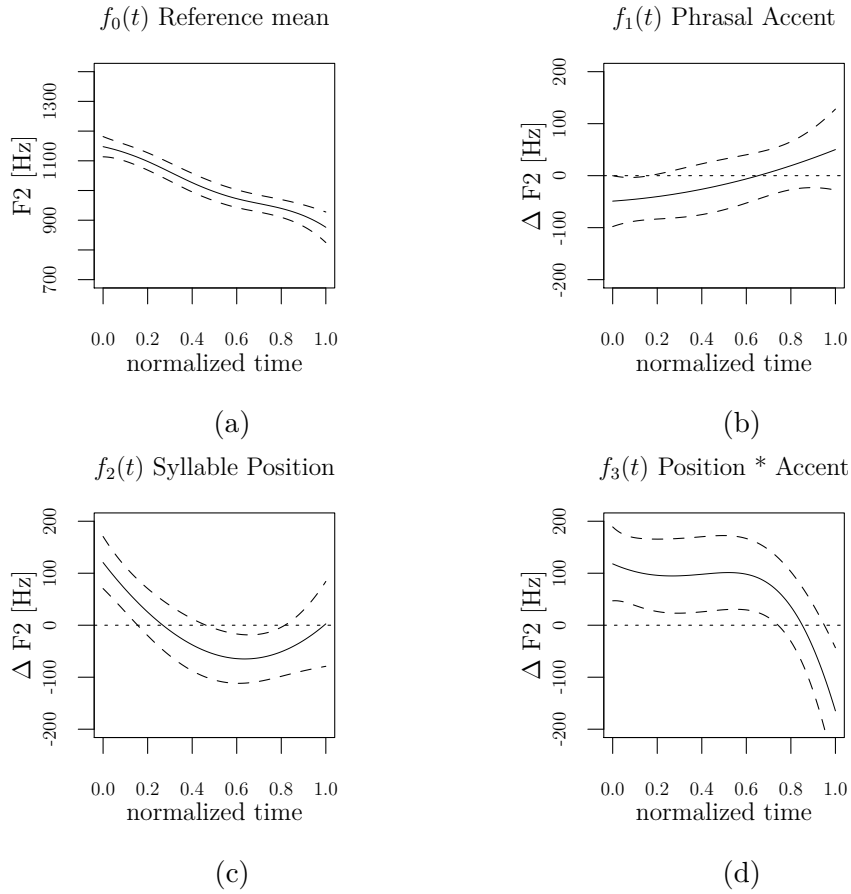 f₀(t) Reference mean
F2 [Hz]
700
900
1100
1300
0.0 0.2 0.4 0.6 0.8 1.0
normalized time
(a)
f₁(t) Phrasal Accent
Δ F2 [Hz]
-200
-100
0
100
200
0.0 0.2 0.4 0.6 0.8 1.0
normalized time
(b)
f₂(t) Syllable Position
Δ F2 [Hz]
-200
-100
0
100
200
0.0 0.2 0.4 0.6 0.8 1.0
normalized time
(c)
f₃(t) Position * Accent
Δ F2 [Hz]
-200
-100
0
100
200
0.0 0.2 0.4 0.6 0.8 1.0
normalized time
(d)